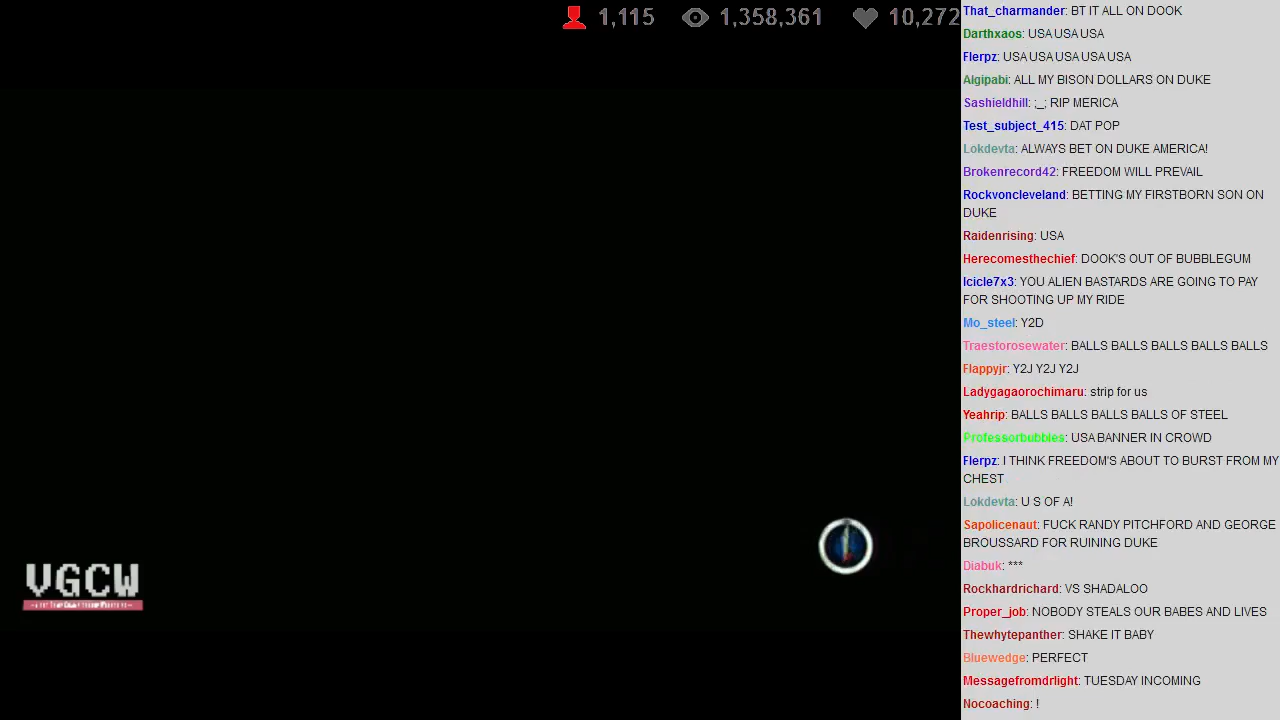 1,115 1,358,361 10,272
That_charmander: BT IT ALL ON DOOK
Darthxaos: USA USA USA
Flerpz: USA USA USA USA USA
Algipabi: ALL MY BISON DOLLARS ON DUKE
Sashieldhill: ;_; RIP MERICA
Test_subject_415: DAT POP
Lokdevta: ALWAYS BET ON DUKE AMERICA!
Brokenrecord42: FREEDOM WILL PREVAIL
Rockvoncleveland: BETTING MY FIRSTBORN SON ON
DUKE
Raidenrising: USA
Herecomesthechief: DOOK'S OUT OF BUBBLEGUM
Icicle7x3: YOU ALIEN BASTARDS ARE GOING TO PAY
FOR SHOOTING UP MY RIDE
Mo_steel: Y2D
Traestorosewater: BALLS BALLS BALLS BALLS BALLS
Flappyjr: Y2J Y2J Y2J
Ladygagaorochimaru: strip for us
Yeahrip: BALLS BALLS BALLS BALLS OF STEEL
Professorbubbles: USA BANNER IN CROWD
Flerpz: I THINK FREEDOM'S ABOUT TO BURST FROM MY
CHEST
Lokdevta: U S OF A!
Sapolicenaut: FUCK RANDY PITCHFORD AND GEORGE
BROUSSARD FOR RUINING DUKE
Diabuk: ***
Rockhardrichard: VS SHADALOO
Proper_job: NOBODY STEALS OUR BABES AND LIVES
Thewhytepanther: SHAKE IT BABY
Bluewedge: PERFECT
Messagefromdrlight: TUESDAY INCOMING
Nocoaching: !
VGCW